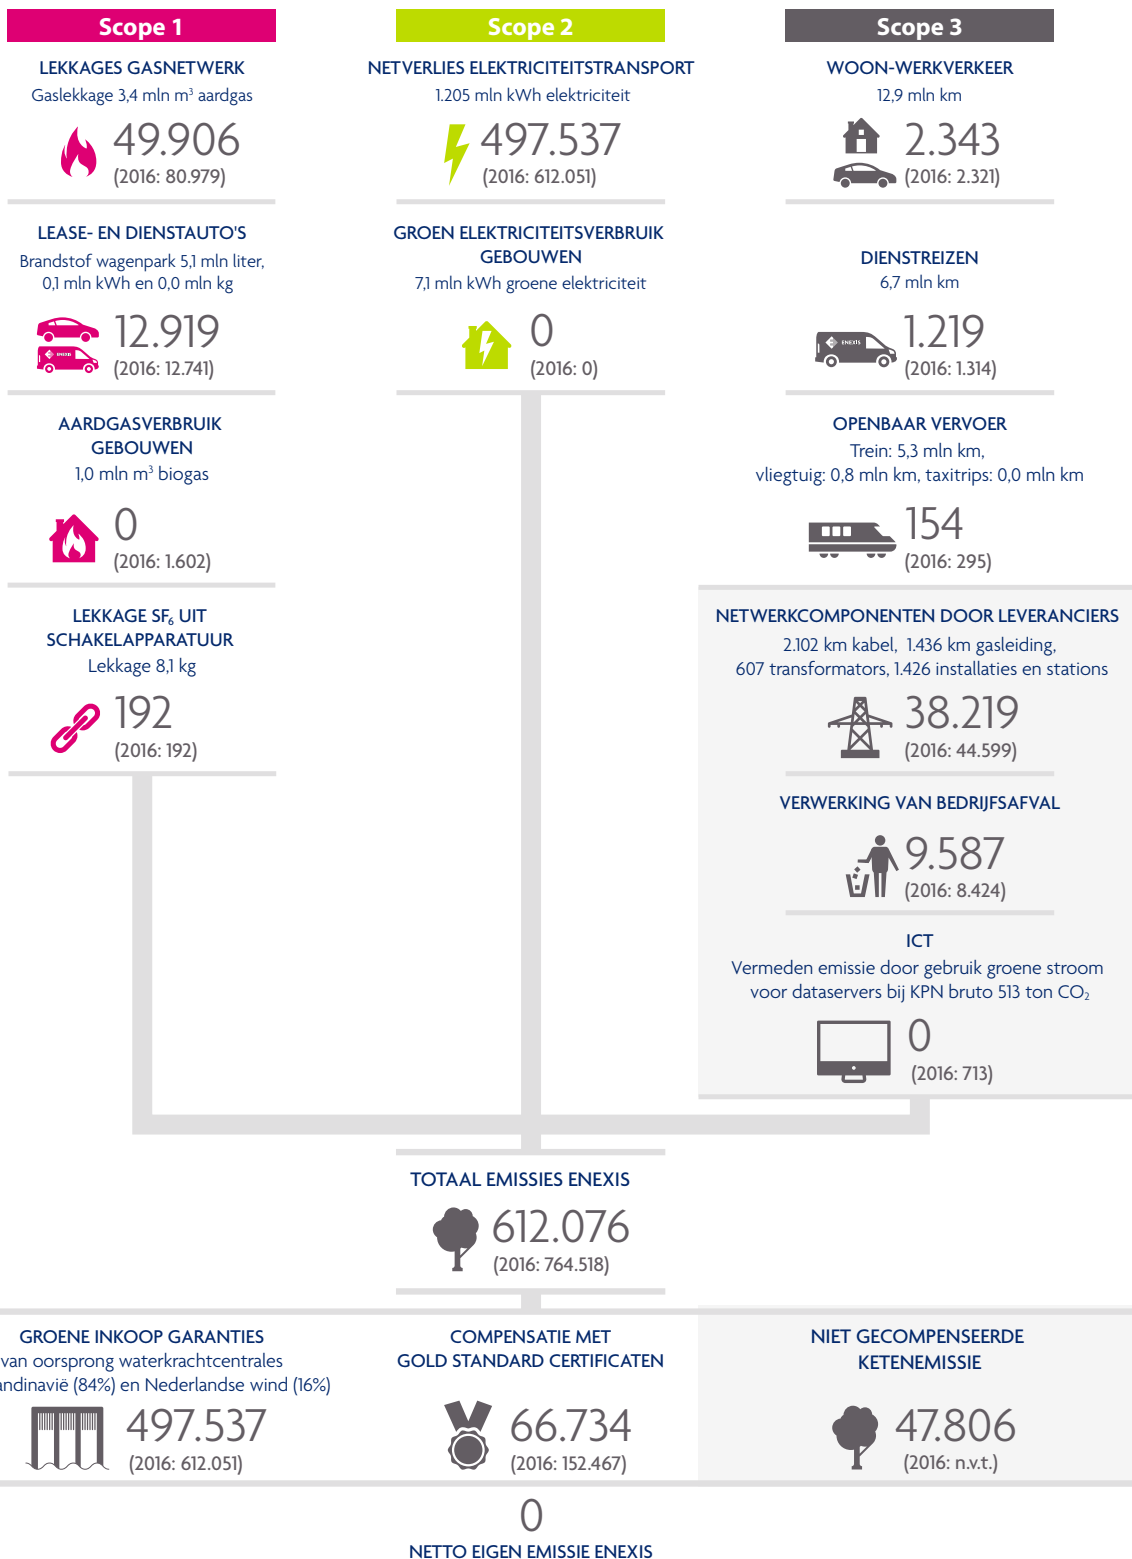 Scope 1
LEKKAGES GASNETWERK
Gaslekkage 3,4 mln m³ aardgas
49.906
(2016: 80.979)
LEASE- EN DIENSTAUTO'S
Brandstof wagenpark 5,1 mln liter,
0,1 mln kWh en 0,0 mln kg
ENEXIS
12.919
(2016: 12.741)
AARDGASVERBRUIK
GEBOUWEN
1,0 mln m³ biogas
0
(2016: 1.602)
LEKKAGE SF₆ UIT
SCHAKELAPPARATUUR
Lekkage 8,1 kg
192
(2016: 192)
Scope 2
NETVERLIES ELEKTRICITEITSTRANSPORT
1.205 mln kWh elektriciteit
497.537
(2016: 612.051)
GROEN ELEKTRICITEITSVERBRUIK
GEBOUWEN
7,1 mln kWh groene elektriciteit
0
(2016: 0)
Scope 3
WOON-WERKVERKEER
12,9 mln km
2.343
(2016: 2.321)
DIENSTREIZEN
6,7 mln km
ENEXIS
1.219
(2016: 1.314)
OPENBAAR VERVOER
Trein: 5,3 mln km,
vliegtuig: 0,8 mln km, taxitrips: 0,0 mln km
154
(2016: 295)
NETWERKCOMPONENTEN DOOR LEVERANCIERS
2.102 km kabel, 1.436 km gasleiding,
607 transformators, 1.426 installaties en stations
38.219
(2016: 44.599)
VERWERKING VAN BEDRIJFSAFVAL
9.587
(2016: 8.424)
ICT
Vermeden emissie door gebruik groene stroom
voor dataservers bij KPN bruto 513 ton CO₂
0
(2016: 713)
TOTAAL EMISSIES ENEXIS
612.076
(2016: 764.518)
GROENE INKOOP GARANTIES
van oorsprong waterkrachtcentrales
andinavië (84%) en Nederlandse wind (16%)
497.537
(2016: 612.051)
COMPENSATIE MET
GOLD STANDARD CERTIFICATEN
66.734
(2016: 152.467)
NIET GECOMPENSEERDE
KETENEMISSIE
47.806
(2016: n.v.t.)
0
NETTO EIGEN EMISSIE ENEXIS